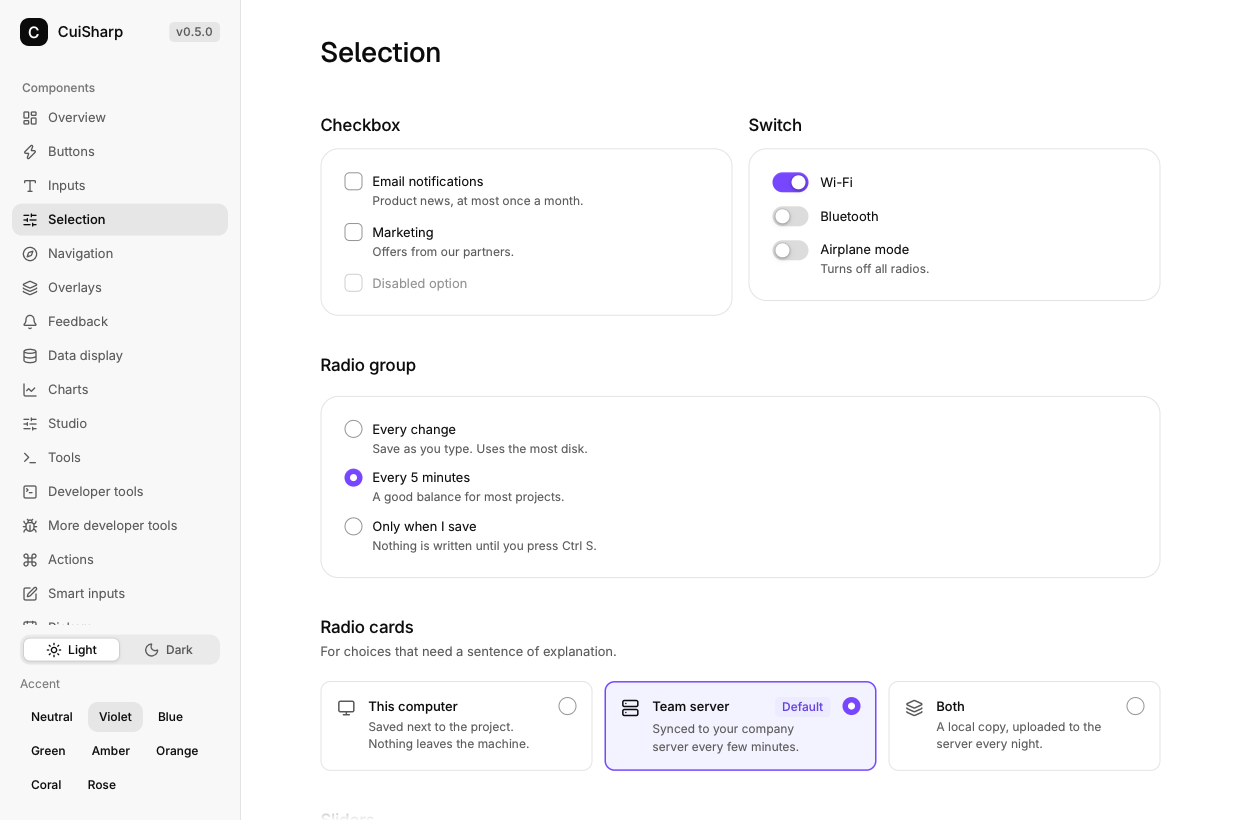 C CuiSharp v0.5.0
Components
Overview
Buttons
Inputs
Selection
Navigation
Overlays
Feedback
Data display
Charts
Studio
Tools
Developer tools
More developer tools
Actions
Smart inputs
Light Dark
Accent
Neutral Violet Blue
Green Amber Orange
Coral Rose
Selection
Checkbox
Email notifications
Product news, at most once a month.
Marketing
Offers from our partners.
Disabled option
Switch
Wi-Fi
Bluetooth
Airplane mode
Turns off all radios.
Radio group
Every change
Save as you type. Uses the most disk.
Every 5 minutes
A good balance for most projects.
Only when I save
Nothing is written until you press Ctrl S.
Radio cards
For choices that need a sentence of explanation.
This computer
Saved next to the project.
Nothing leaves the machine.
Team server Default
Synced to your company
server every few minutes.
Both
A local copy, uploaded to the
server every night.
Sliders